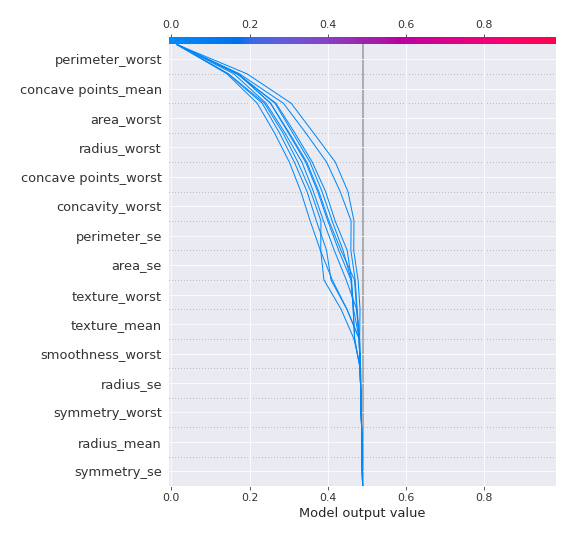 0.0 0.2 0.4 0.6 0.8
perimeter_worst
concave points_mean
area_worst
radius_worst
concave points_worst
concavity_worst
perimeter_se
area_se
texture_worst
texture_mean
smoothness_worst
radius_se
symmetry_worst
radius_mean
symmetry_se
0.0 0.2 0.4 0.6 0.8
Model output value